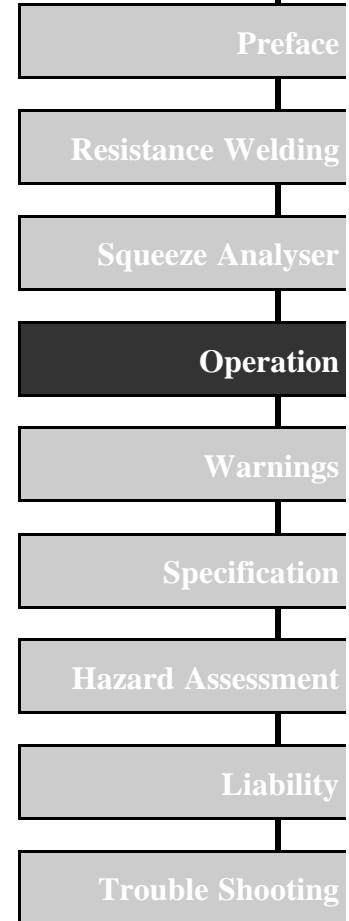 Preface
Resistance Welding
Squeeze Analyser
Operation
Warnings
Specification
Hazard Assessment
Liability
Trouble Shooting